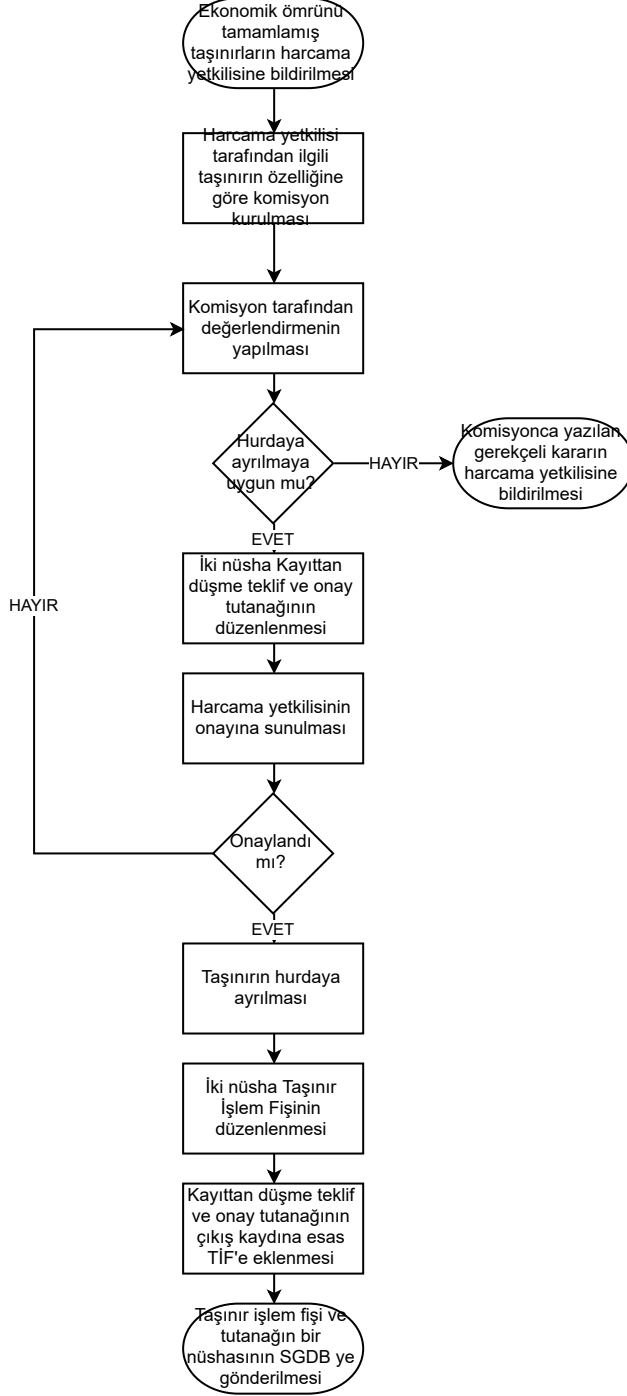 Ekonomik ömrünü
tamamlamış
taşınırların harcama
yetkilisine bildirilmesi
Harcama yetkilisi
tarafından ilgili
taşınırın özelliğine
göre komisyon
kurulması
Komisyon tarafından
değerlendirmenin
yapılması
Hurdaya
ayrılmaya
uygun mu?
HAYIR
Komisyonca yazılan
gerekçeli kararın
harcama yetkilisine
bildirilmesi
EVET
İki nüsha Kayıttan
düşme teklif ve onay
tutanağının
düzenlenmesi
HAYIR
Harcama yetkilisinin
onayına sunulması
Onaylandı
mı?
EVET
Taşınırın hurdaya
ayrılması
İki nüsha Taşınır
İşlem Fişinin
düzenlenmesi
Kayıttan düşme teklif
ve onay tutanağının
çıkış kaydına esas
TİF'e eklenmesi
Taşınır işlem fişi ve
tutanağın bir
nüshasının SGDB ye
gönderilmesi